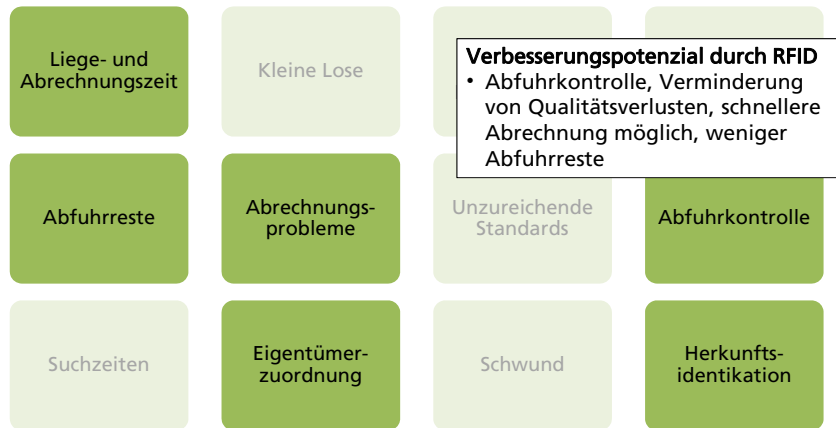 Liege- und
Abrechnungszeit
Kleine Lose
Verbesserungspotenzial durch RFID
• Abfuhrkontrolle, Verminderung
von Qualitätsverlusten, schnellere
Abrechnung möglich, weniger
Abfuhrreste
Abfuhrreste
Abrechnungs-
probleme
Unzureichende
Standards
Abfuhrkontrolle
Suchzeiten
Eigentümer-
zuordnung
Schwund
Herkunfts-
identikation